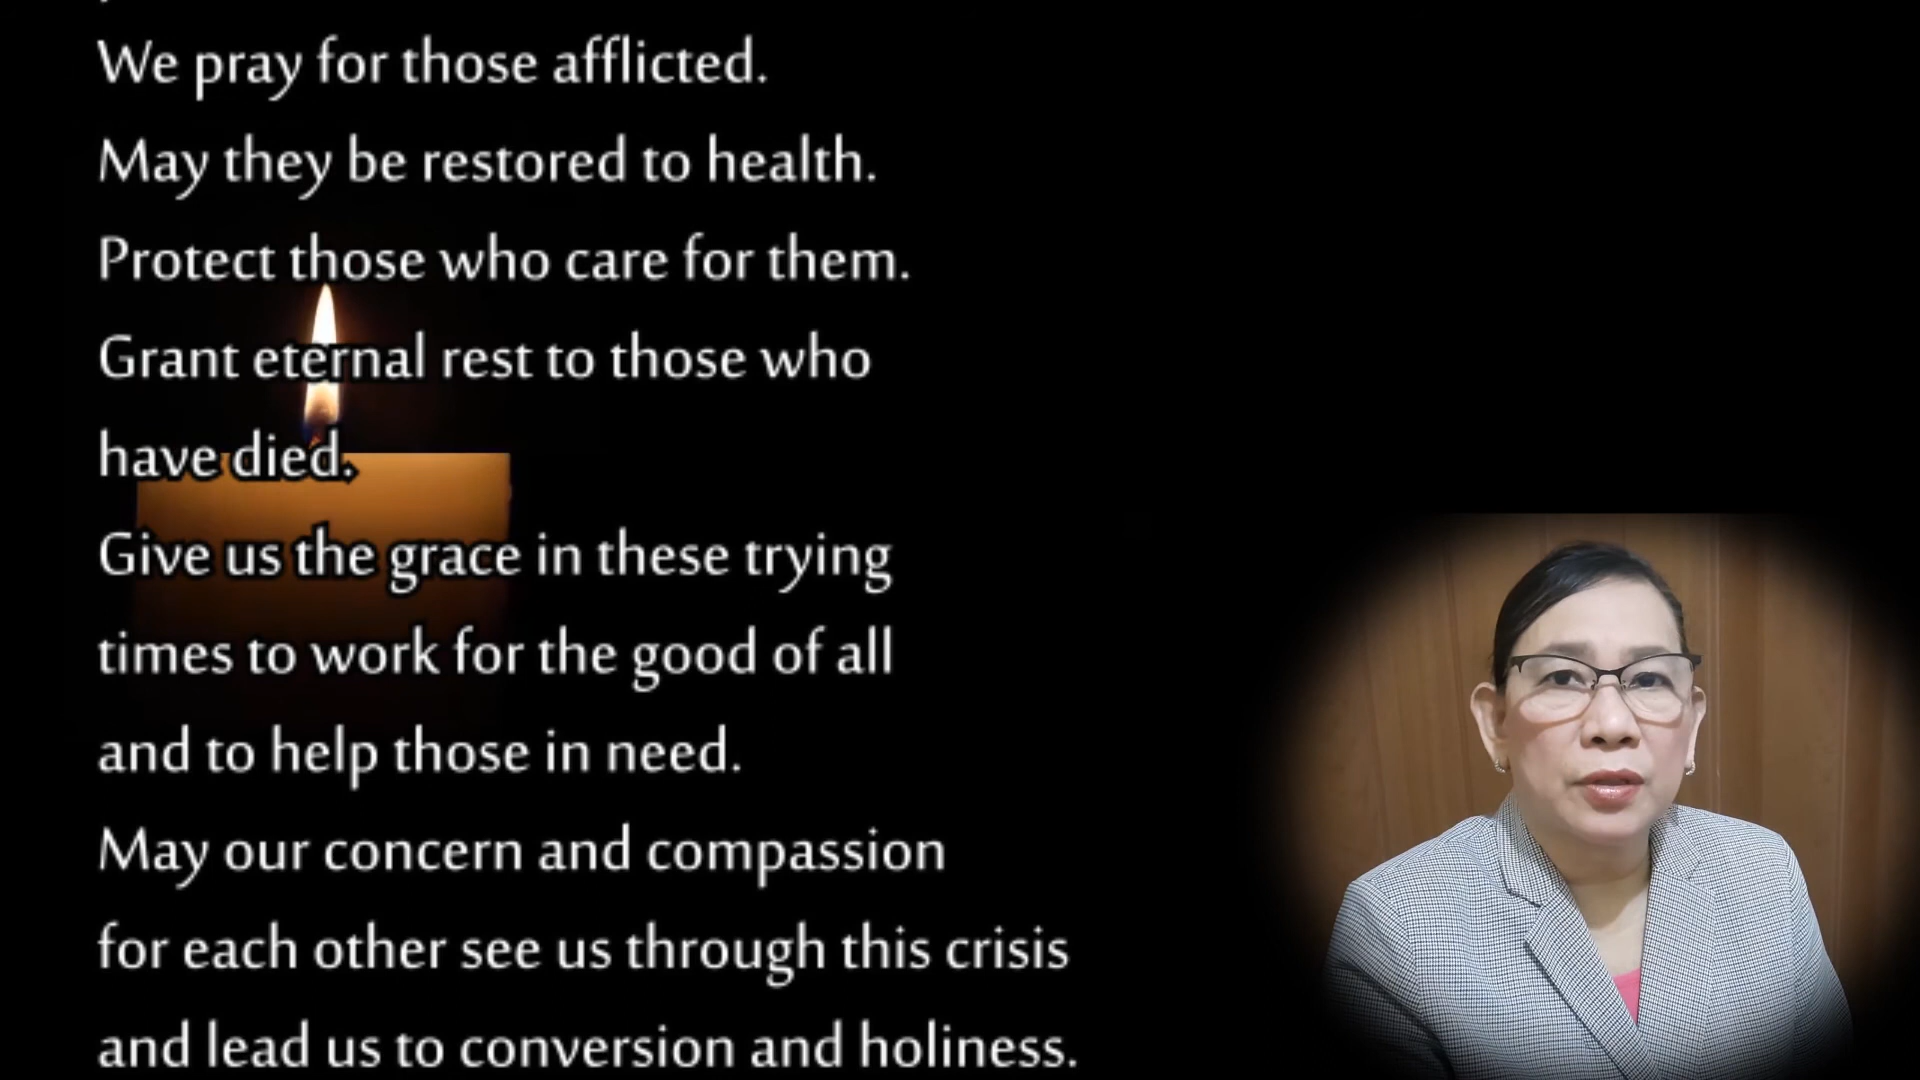 We pray for those afflicted.
May they be restored to health.
Protect those who care for them.
Grant eternal rest to those who
have died.
Give us the grace in these trying
times to work for the good of all
and to help those in need.
May our concern and compassion
for each other see us through this crisis
and lead us to conversion and holiness.